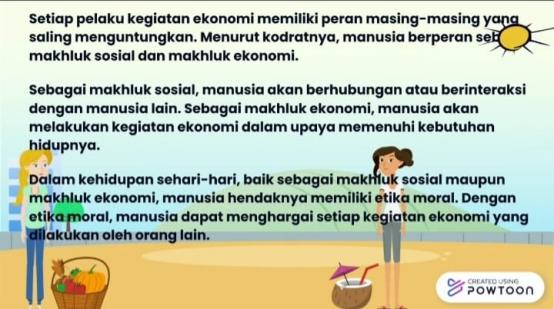 Setiap pelaku kegiatan ekonomi memiliki peran masing-masing yang
saling menguntungkan. Menurut kodratnya, manusia berperan seb
makhluk sosial dan makhluk ekonomi.
Sebagai makhluk sosial, manusia akan berhubungan atau berinteraksi
dengan manusia lain. Sebagai makhluk ekonomi, manusia akan
melakukan kegiatan ekonomi dalam upaya memenuhi kebutuhan
hidupnya.
Dalam kehidupan sehari-hari, baik sebagai makhluk sosial maupun
makhluk ekonomi, manusia hendaknya memiliki etika moral. Dengan
etika moral, manusia dapat menghargai setiap kegiatan ekonomi yang
dilakukan oleh orang lain.
CREATED USING
POWTOON